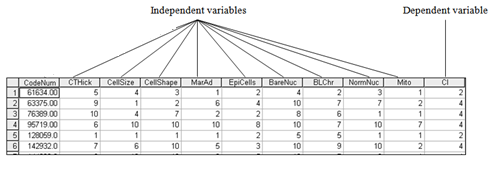 Independent variables Dependent variable
CodeNum CTHick CellSize CellShape MarAd EpiCells BareNuc BLChr NormNuc Mito Cl
1 61634.00 5 4 3 1 2 4 2 3 1 2
2 63375.00 9 1 2 6 4 10 7 7 2 4
3 76389.00 10 4 7 2 2 8 6 1 1 4
4 95719.00 6 10 10 10 8 10 7 10 7 4
5 128059.0 1 1 1 1 2 5 5 1 1 2
6 142932.0 7 6 10 5 3 10 9 10 2 4